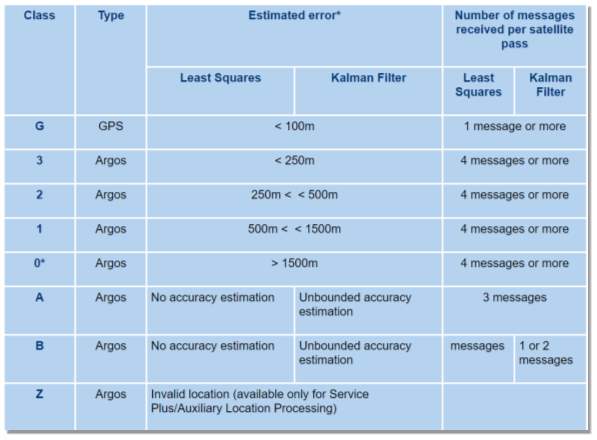 Class Type Estimated error* Number of messages
received per satellite
pass
Least Squares Kalman Filter Least Kalman
Squares Filter
G GPS < 100m 1 message or more
3 Argos < 250m 4 messages or more
2 Argos 250m < < 500m 4 messages or more
1 Argos 500m < < 1500m 4 messages or more
0* Argos > 1500m 4 messages or more
A Argos No accuracy estimation Unbounded accuracy 3 messages
estimation
B Argos No accuracy estimation Unbounded accuracy messages 1 or 2
estimation messages
Z Argos Invalid location (available only for Service
Plus/Auxiliary Location Processing)